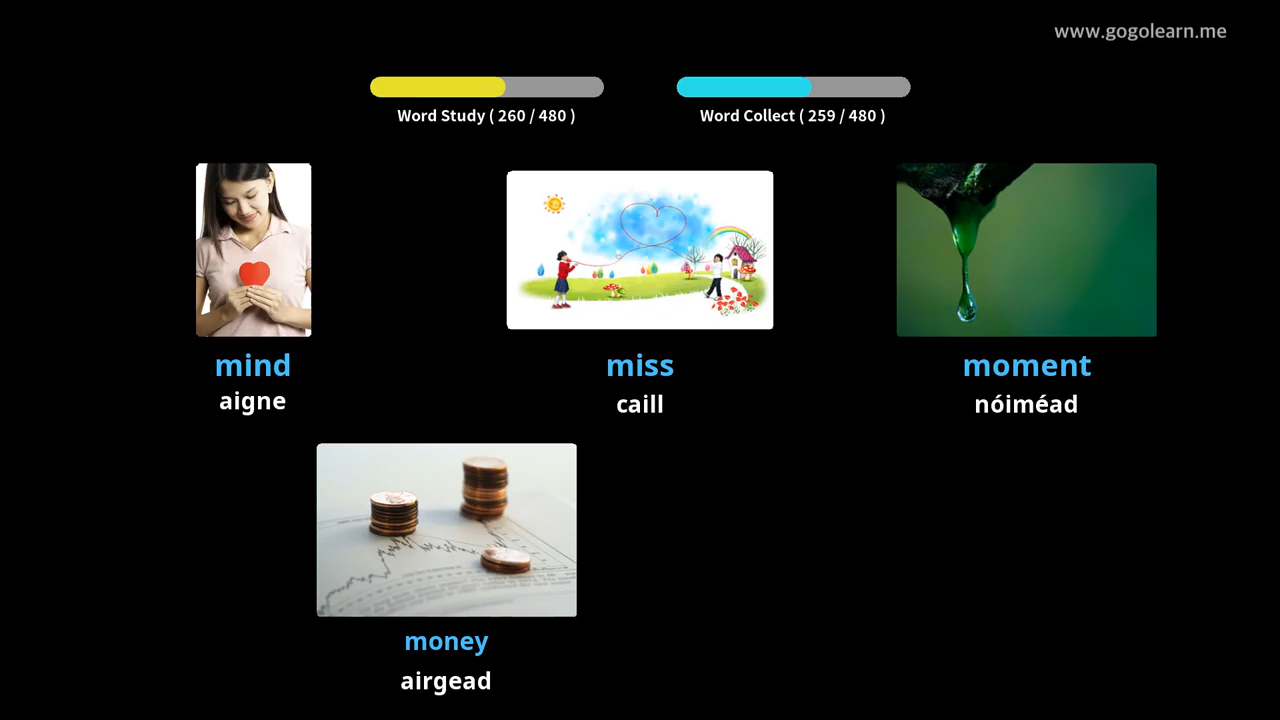 www.gogolearn.me
Word Study ( 260 / 480 )
Word Collect ( 259 / 480 )
mind
aigne
miss
caill
moment
nóiméad
money
airgead